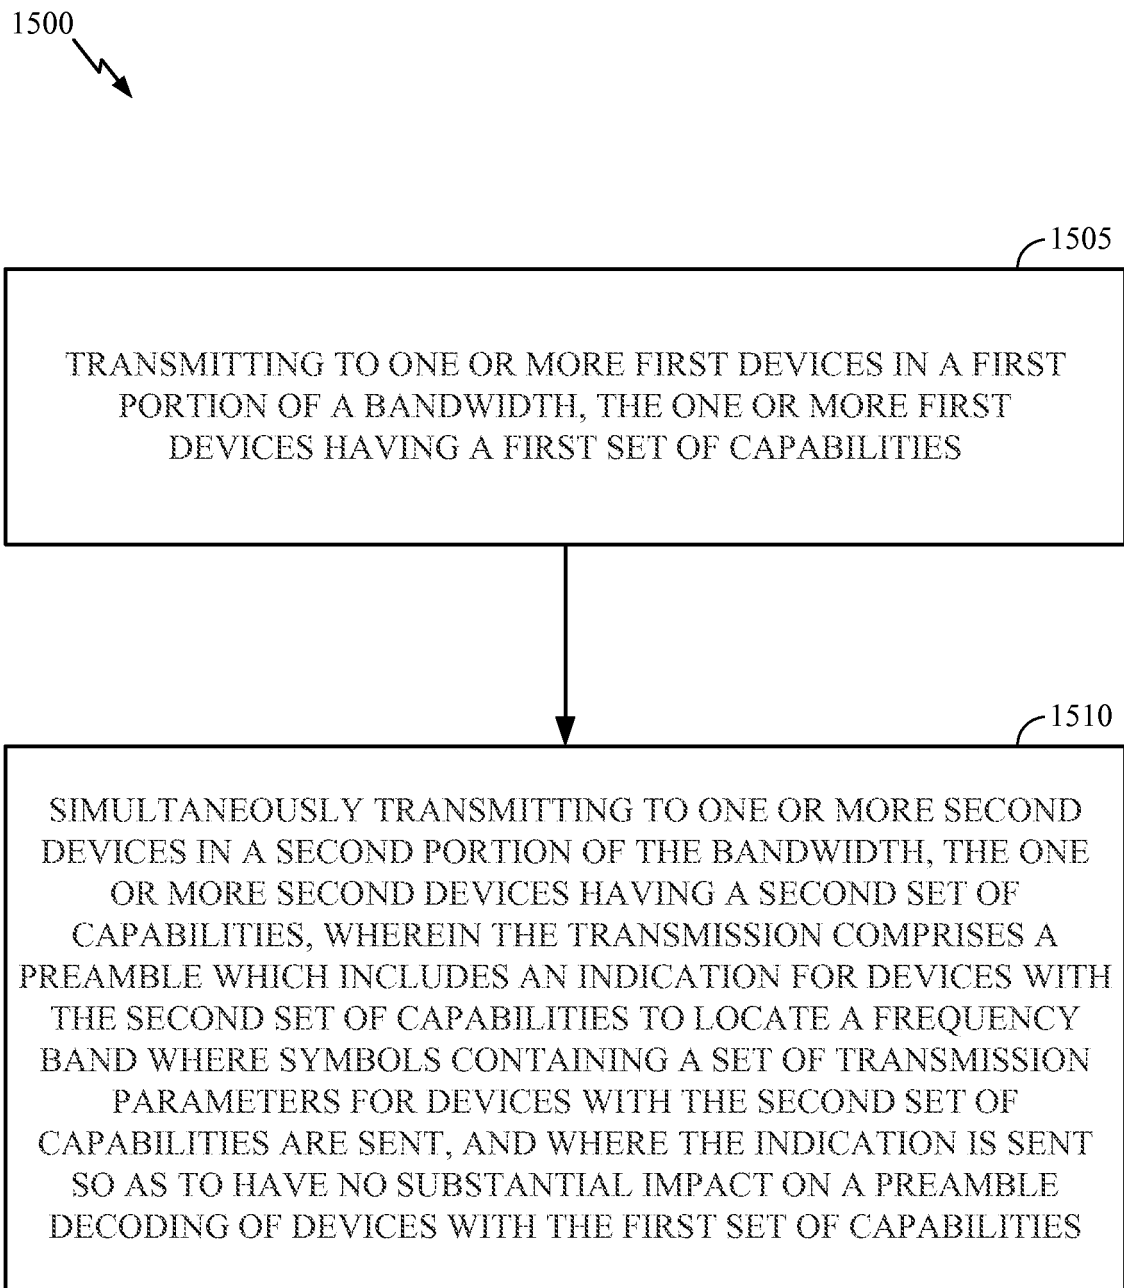 1500
1505
TRANSMITTING TO ONE OR MORE FIRST DEVICES IN A FIRST
PORTION OF A BANDWIDTH, THE ONE OR MORE FIRST
DEVICES HAVING A FIRST SET OF CAPABILITIES
1510
SIMULTANEOUSLY TRANSMITTING TO ONE OR MORE SECOND
DEVICES IN A SECOND PORTION OF THE BANDWIDTH, THE ONE
OR MORE SECOND DEVICES HAVING A SECOND SET OF
CAPABILITIES, WHEREIN THE TRANSMISSION COMPRISES A
PREAMBLE WHICH INCLUDES AN INDICATION FOR DEVICES WITH
THE SECOND SET OF CAPABILITIES TO LOCATE A FREQUENCY
BAND WHERE SYMBOLS CONTAINING A SET OF TRANSMISSION
PARAMETERS FOR DEVICES WITH THE SECOND SET OF
CAPABILITIES ARE SENT, AND WHERE THE INDICATION IS SENT
SO AS TO HAVE NO SUBSTANTIAL IMPACT ON A PREAMBLE
DECODING OF DEVICES WITH THE FIRST SET OF CAPABILITIES